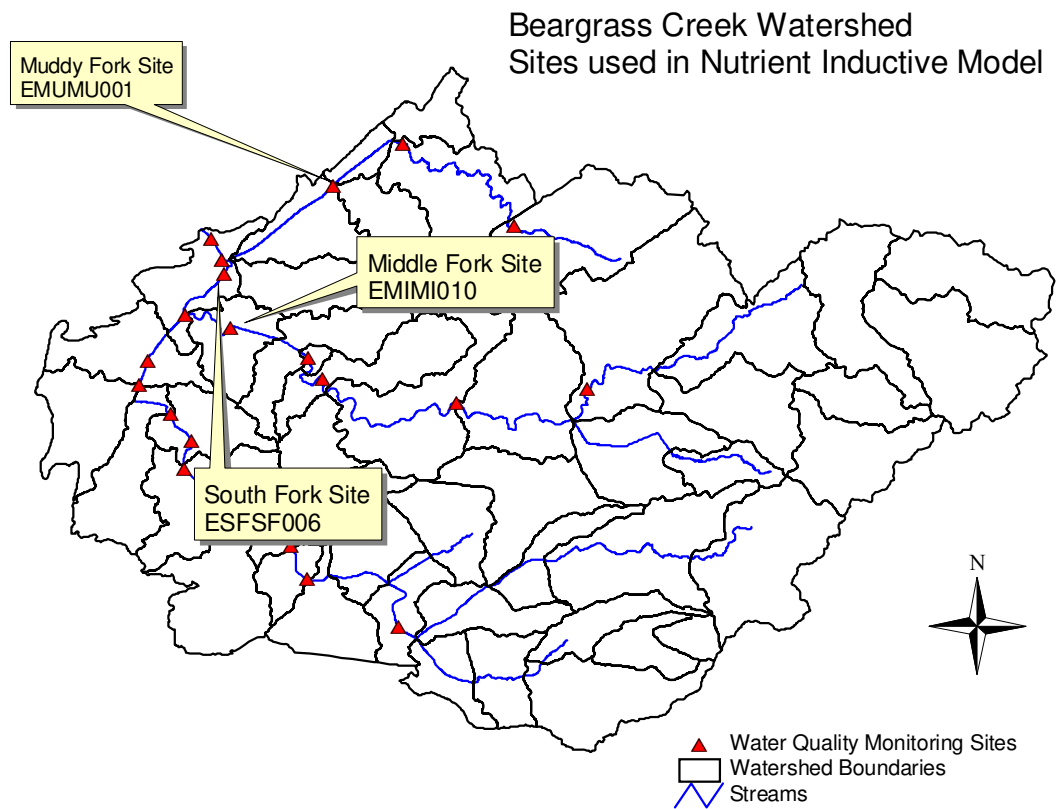 Beargrass Creek Watershed
Sites used in Nutrient Inductive Model
Muddy Fork Site
EMUMU001
Middle Fork Site
EMIMI010
South Fork Site
ESFSF006
N
Water Quality Monitoring Sites
Watershed Boundaries
Streams